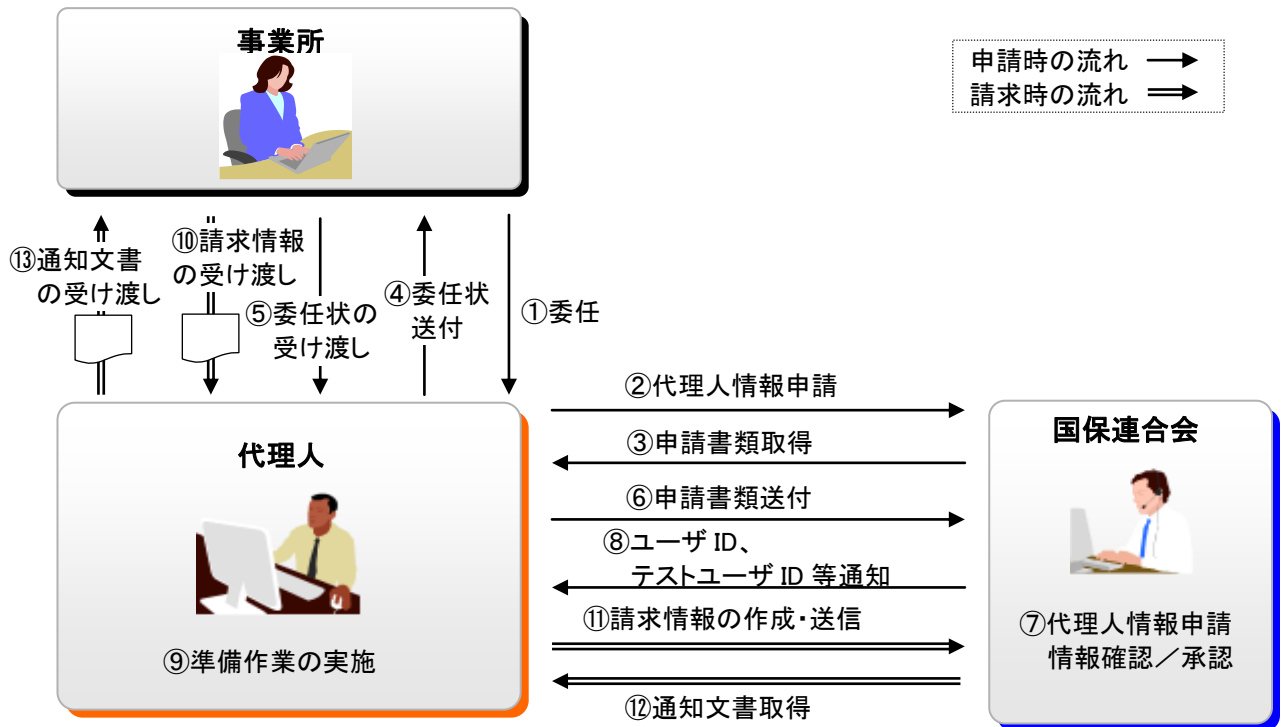 事業所
申請時の流れ
請求時の流れ
⑬通知文書
の受け渡し
⑩請求情報
の受け渡し
⑤委任状の
受け渡し
④委任状
送付
①委任
②代理人情報申請
③申請書類取得
⑥申請書類送付
⑧ユーザ ID、
テストユーザ ID 等通知
⑪請求情報の作成・送信
⑫通知文書取得
代理人
⑨準備作業の実施
国保連合会
⑦代理人情報申請
情報確認／承認